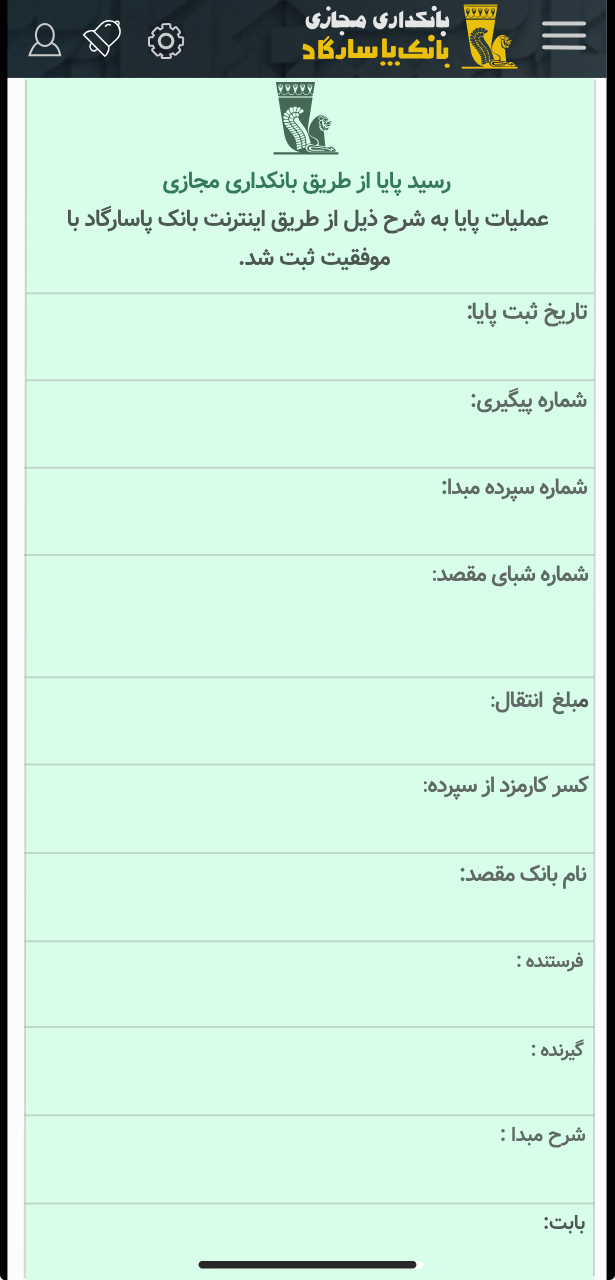 بانکداری مجازی
بانک پاسارگاد
رسید پایا از طریق بانکداری مجازی
عملیات پایا به شرح ذیل از طریق اینترنت بانک پاسارگاد با
موفقیت ثبت شد.
تاریخ ثبت پایا:
شماره پیگیری:
شماره سپرده مبدا:
شماره شبای مقصد:
مبلغ انتقال:
کسر کارمزد از سپرده:
نام بانک مقصد:
فرستنده :
گیرنده :
شرح مبدا :
بابت: